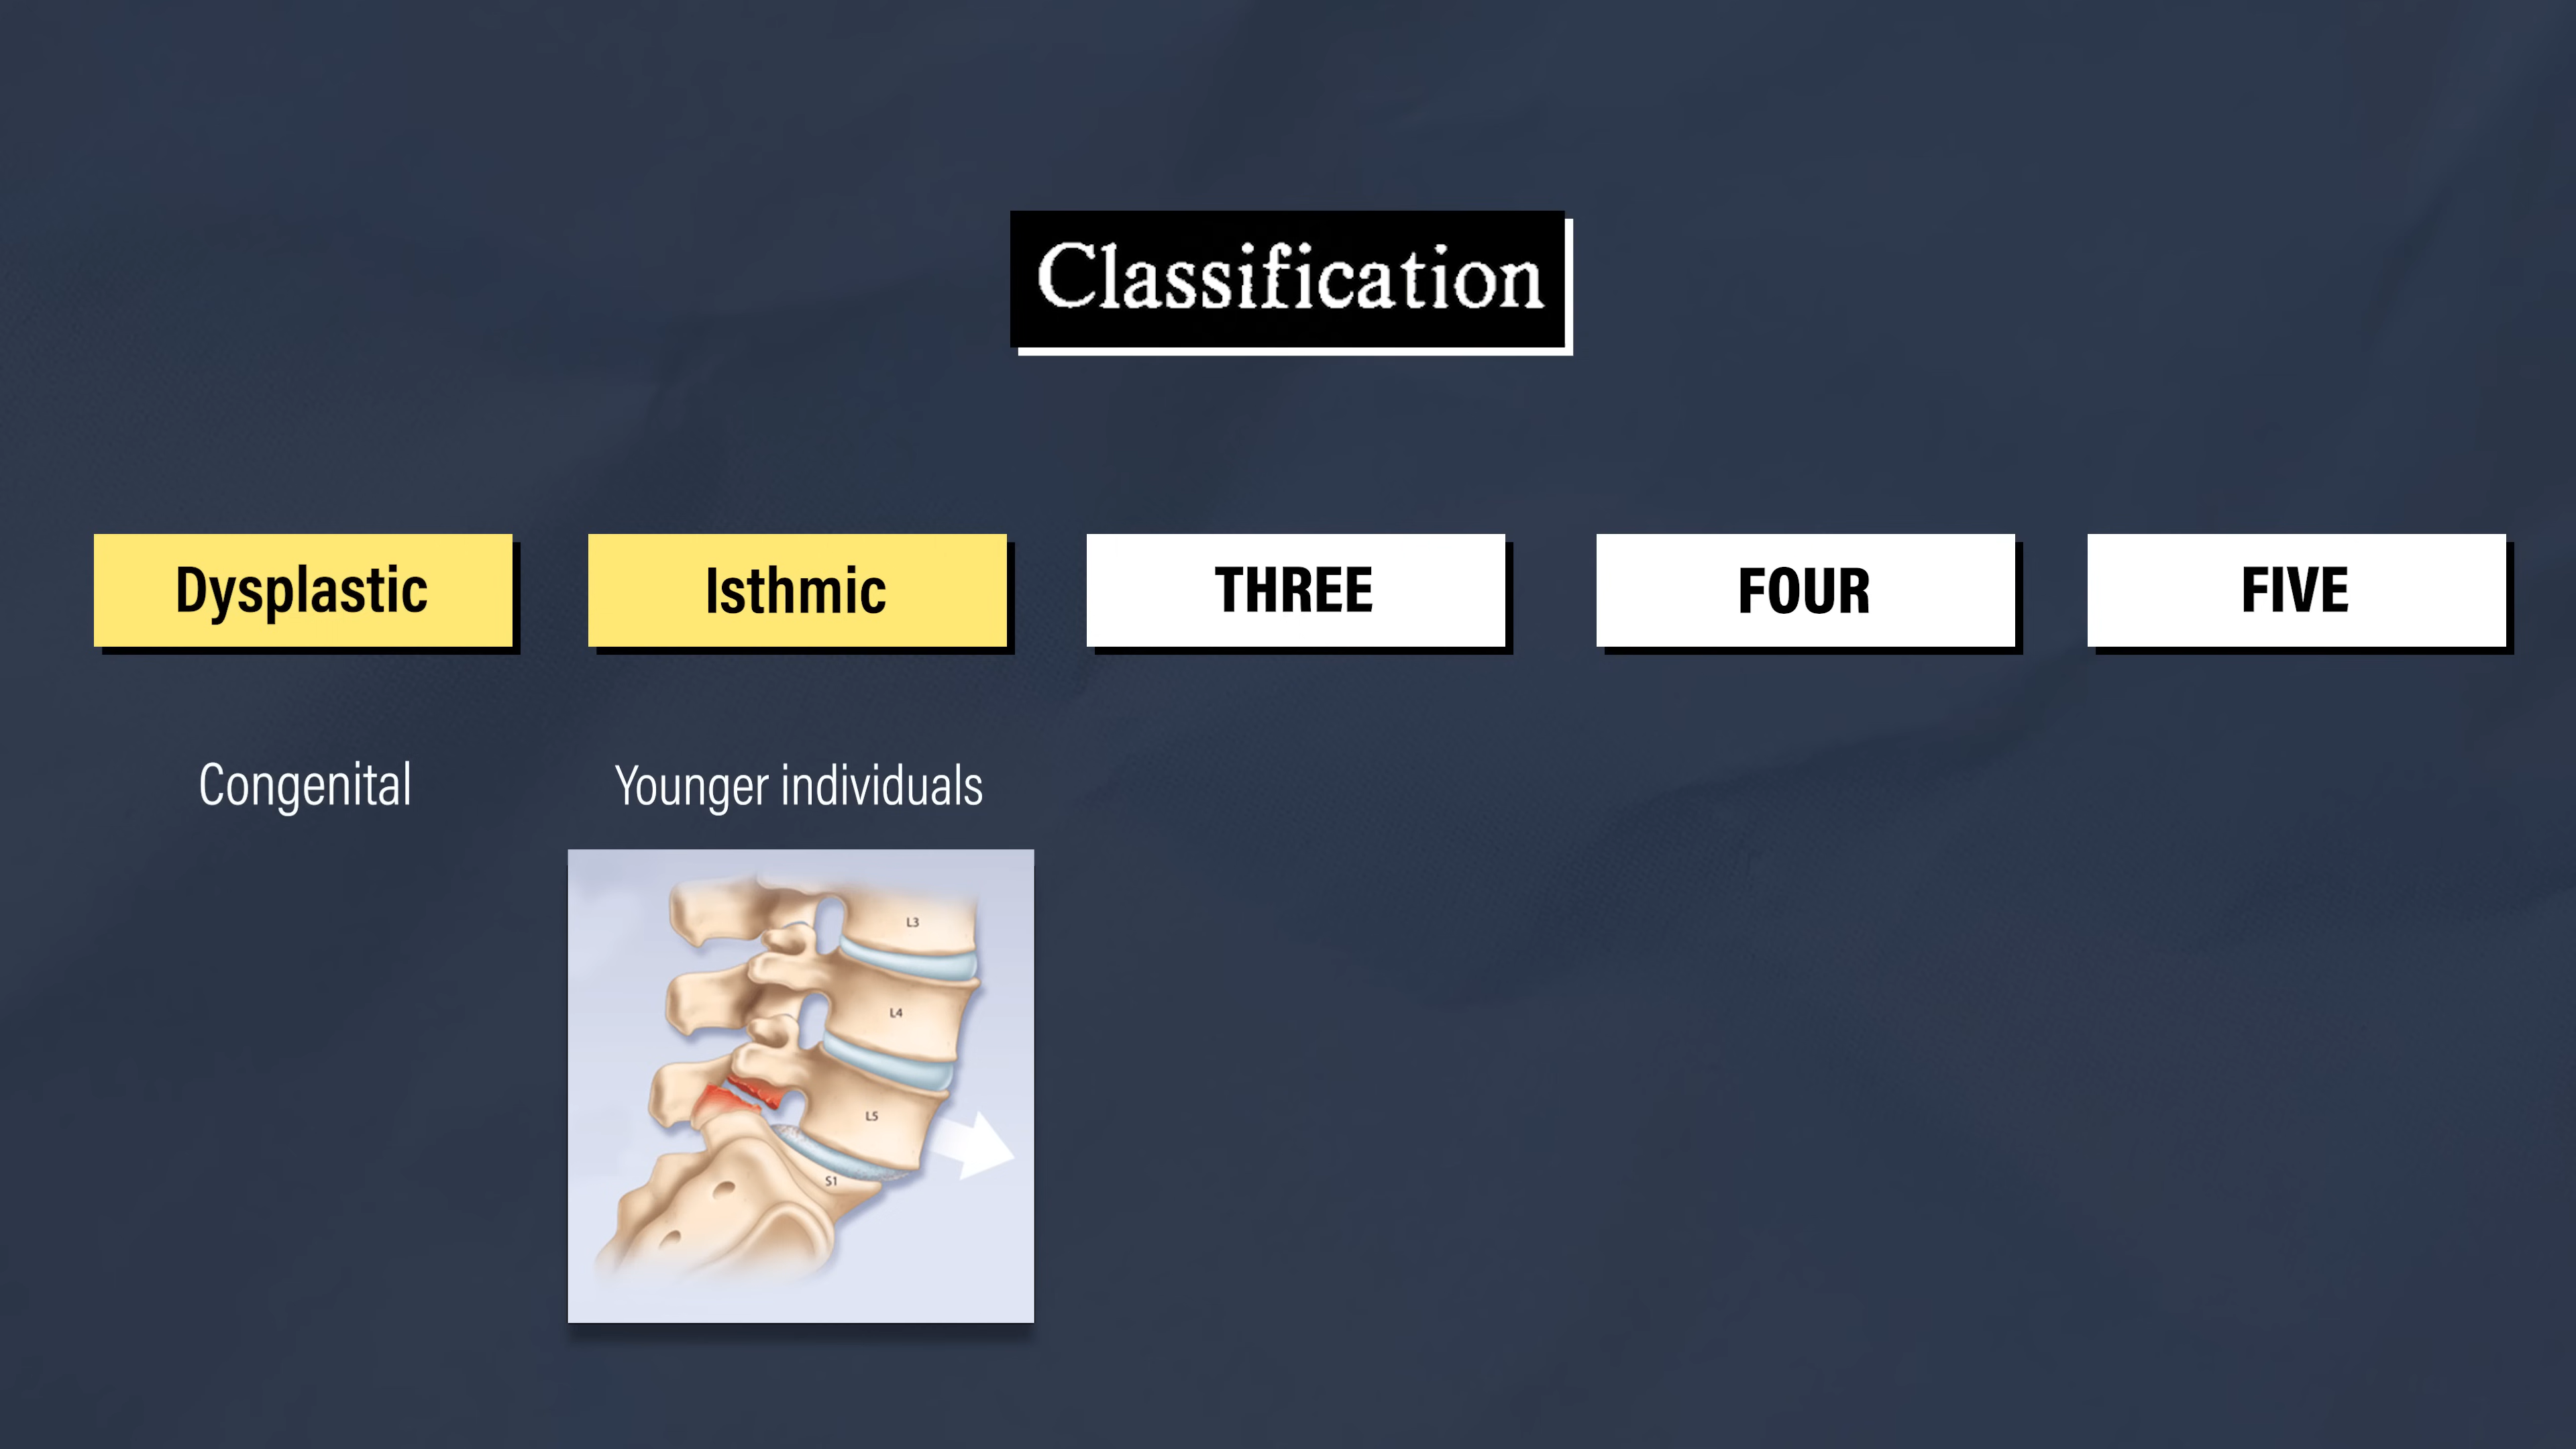 Classification
Dysplastic
Isthmic
THREE
FOUR
FIVE
Congenital
Younger individuals
L3
L4
L5
S1